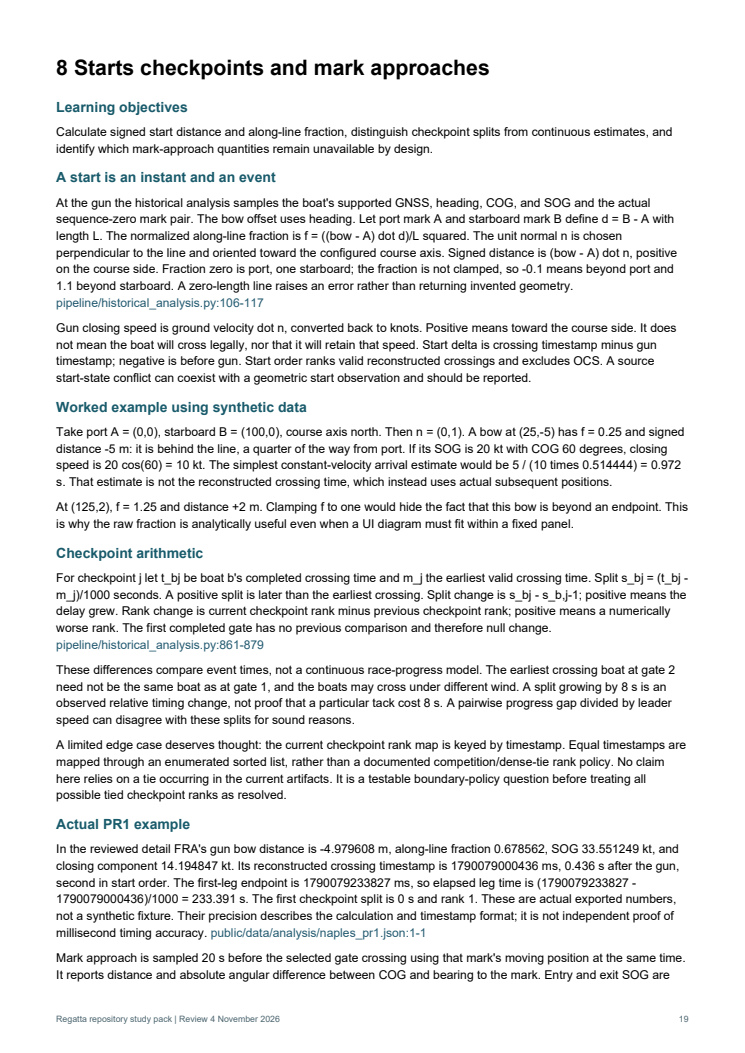 8 Starts checkpoints and mark approaches
Learning objectives
Calculate signed start distance and along-line fraction, distinguish checkpoint splits from continuous estimates, and
identify which mark-approach quantities remain unavailable by design.
A start is an instant and an event
At the gun the historical analysis samples the boat's supported GNSS, heading, COG, and SOG and the actual
sequence-zero mark pair. The bow offset uses heading. Let port mark A and starboard mark B define d = B - A with
length L. The normalized along-line fraction is f = ((bow - A) dot d)/L squared. The unit normal n is chosen
perpendicular to the line and oriented toward the configured course axis. Signed distance is (bow - A) dot n, positive
on the course side. Fraction zero is port, one starboard; the fraction is not clamped, so -0.1 means beyond port and
1.1 beyond starboard. A zero-length line raises an error rather than returning invented geometry.
pipeline/historical_analysis.py:106-117
Gun closing speed is ground velocity dot n, converted back to knots. Positive means toward the course side. It does
not mean the boat will cross legally, nor that it will retain that speed. Start delta is crossing timestamp minus gun
timestamp; negative is before gun. Start order ranks valid reconstructed crossings and excludes OCS. A source
start-state conflict can coexist with a geometric start observation and should be reported.
Worked example using synthetic data
Take port A = (0,0), starboard B = (100,0), course axis north. Then n = (0,1). A bow at (25,-5) has f = 0.25 and signed
distance -5 m: it is behind the line, a quarter of the way from port. If its SOG is 20 kt with COG 60 degrees, closing
speed is 20 cos(60) = 10 kt. The simplest constant-velocity arrival estimate would be 5 / (10 times 0.514444) = 0.972
s. That estimate is not the reconstructed crossing time, which instead uses actual subsequent positions.
At (125,2), f = 1.25 and distance +2 m. Clamping f to one would hide the fact that this bow is beyond an endpoint. This
is why the raw fraction is analytically useful even when a UI diagram must fit within a fixed panel.
Checkpoint arithmetic
For checkpoint j let t_bj be boat b's completed crossing time and m_j the earliest valid crossing time. Split s_bj = (t_bj -
m_j)/1000 seconds. A positive split is later than the earliest crossing. Split change is s_bj - s_b,j-1; positive means the
delay grew. Rank change is current checkpoint rank minus previous checkpoint rank; positive means a numerically
worse rank. The first completed gate has no previous comparison and therefore null change.
pipeline/historical_analysis.py:861-879
These differences compare event times, not a continuous race-progress model. The earliest crossing boat at gate 2
need not be the same boat as at gate 1, and the boats may cross under different wind. A split growing by 8 s is an
observed relative timing change, not proof that a particular tack cost 8 s. A pairwise progress gap divided by leader
speed can disagree with these splits for sound reasons.
A limited edge case deserves thought: the current checkpoint rank map is keyed by timestamp. Equal timestamps are
mapped through an enumerated sorted list, rather than a documented competition/dense-tie rank policy. No claim
here relies on a tie occurring in the current artifacts. It is a testable boundary-policy question before treating all
possible tied checkpoint ranks as resolved.
Actual PR1 example
In the reviewed detail FRA's gun bow distance is -4.979608 m, along-line fraction 0.678562, SOG 33.551249 kt, and
closing component 14.194847 kt. Its reconstructed crossing timestamp is 1790079000436 ms, 0.436 s after the gun,
second in start order. The first-leg endpoint is 1790079233827 ms, so elapsed leg time is (1790079233827 -
1790079000436)/1000 = 233.391 s. The first checkpoint split is 0 s and rank 1. These are actual exported numbers,
not a synthetic fixture. Their precision describes the calculation and timestamp format; it is not independent proof of
millisecond timing accuracy. public/data/analysis/naples_pr1.json:1-1
Mark approach is sampled 20 s before the selected gate crossing using that mark's moving position at the same time.
It reports distance and absolute angular difference between COG and bearing to the mark. Entry and exit SOG are
Regatta repository study pack | Review 4 November 2026
19